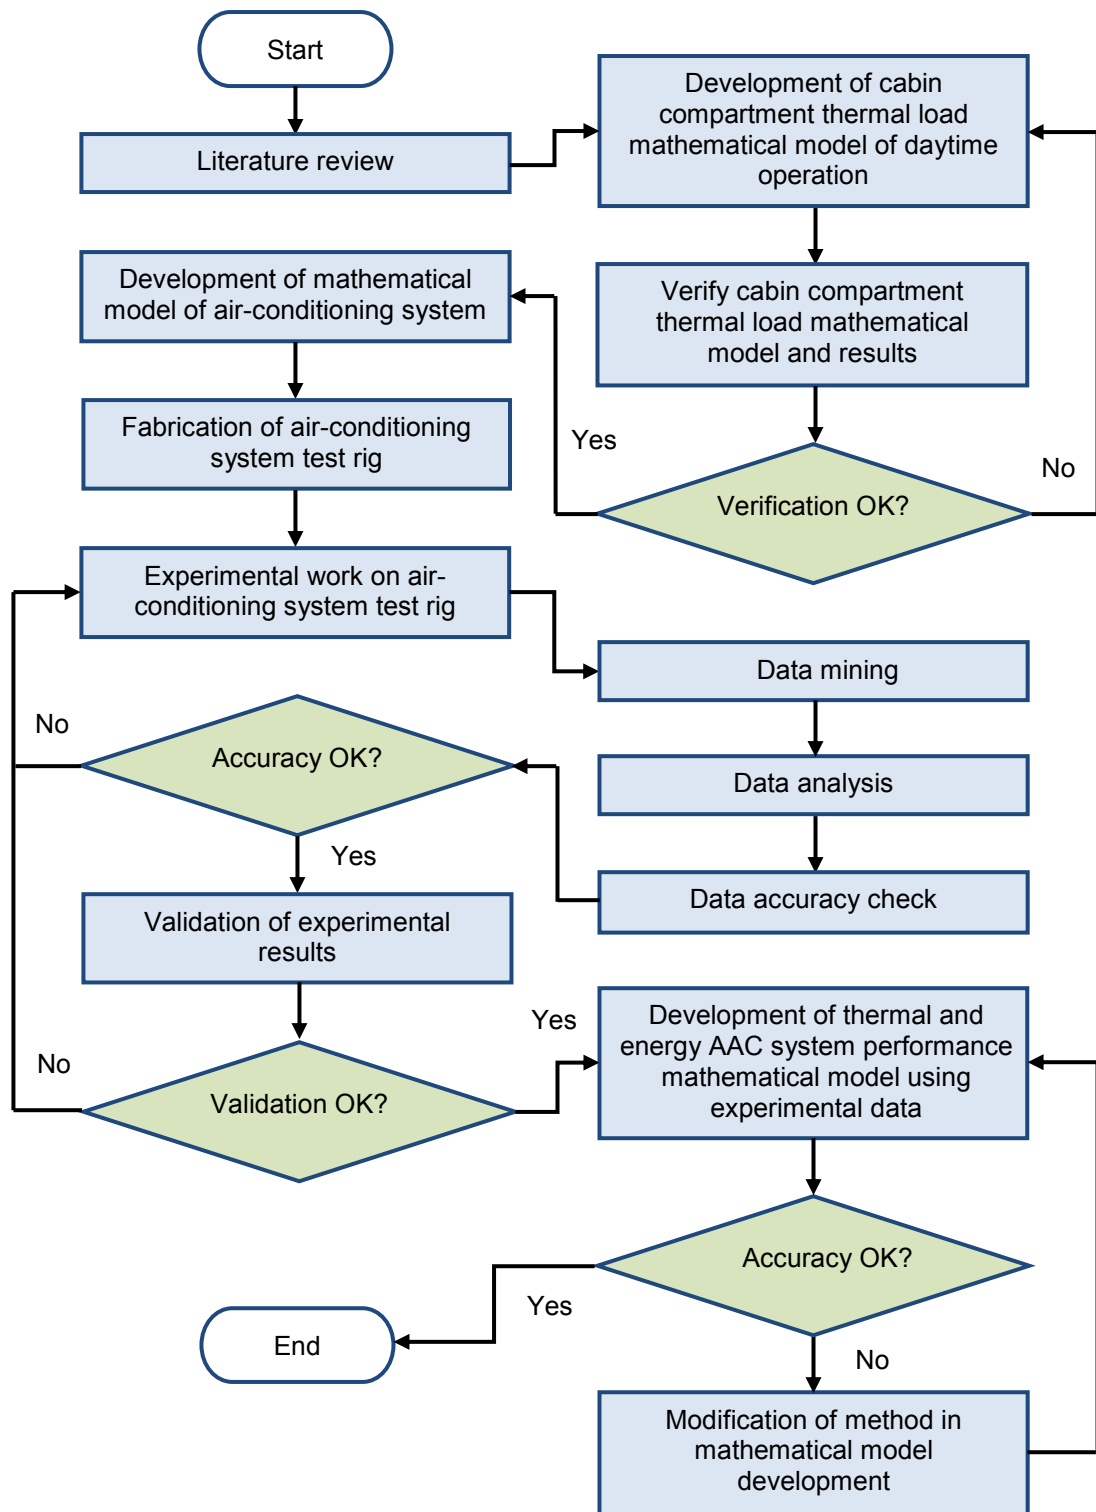 Start
Literature review
Development of cabin
compartment thermal load
mathematical model of daytime
operation
Verify cabin compartment
thermal load mathematical
model and results
Verification OK?
Yes
No
Development of mathematical
model of air-conditioning system
Fabrication of air-conditioning
system test rig
Experimental work on air-
conditioning system test rig
Data mining
Data analysis
Data accuracy check
Accuracy OK?
No
Yes
Validation of experimental
results
Validation OK?
No
Yes
Development of thermal and
energy AAC system performance
mathematical model using
experimental data
Accuracy OK?
Yes
No
End
Modification of method in
mathematical model
development